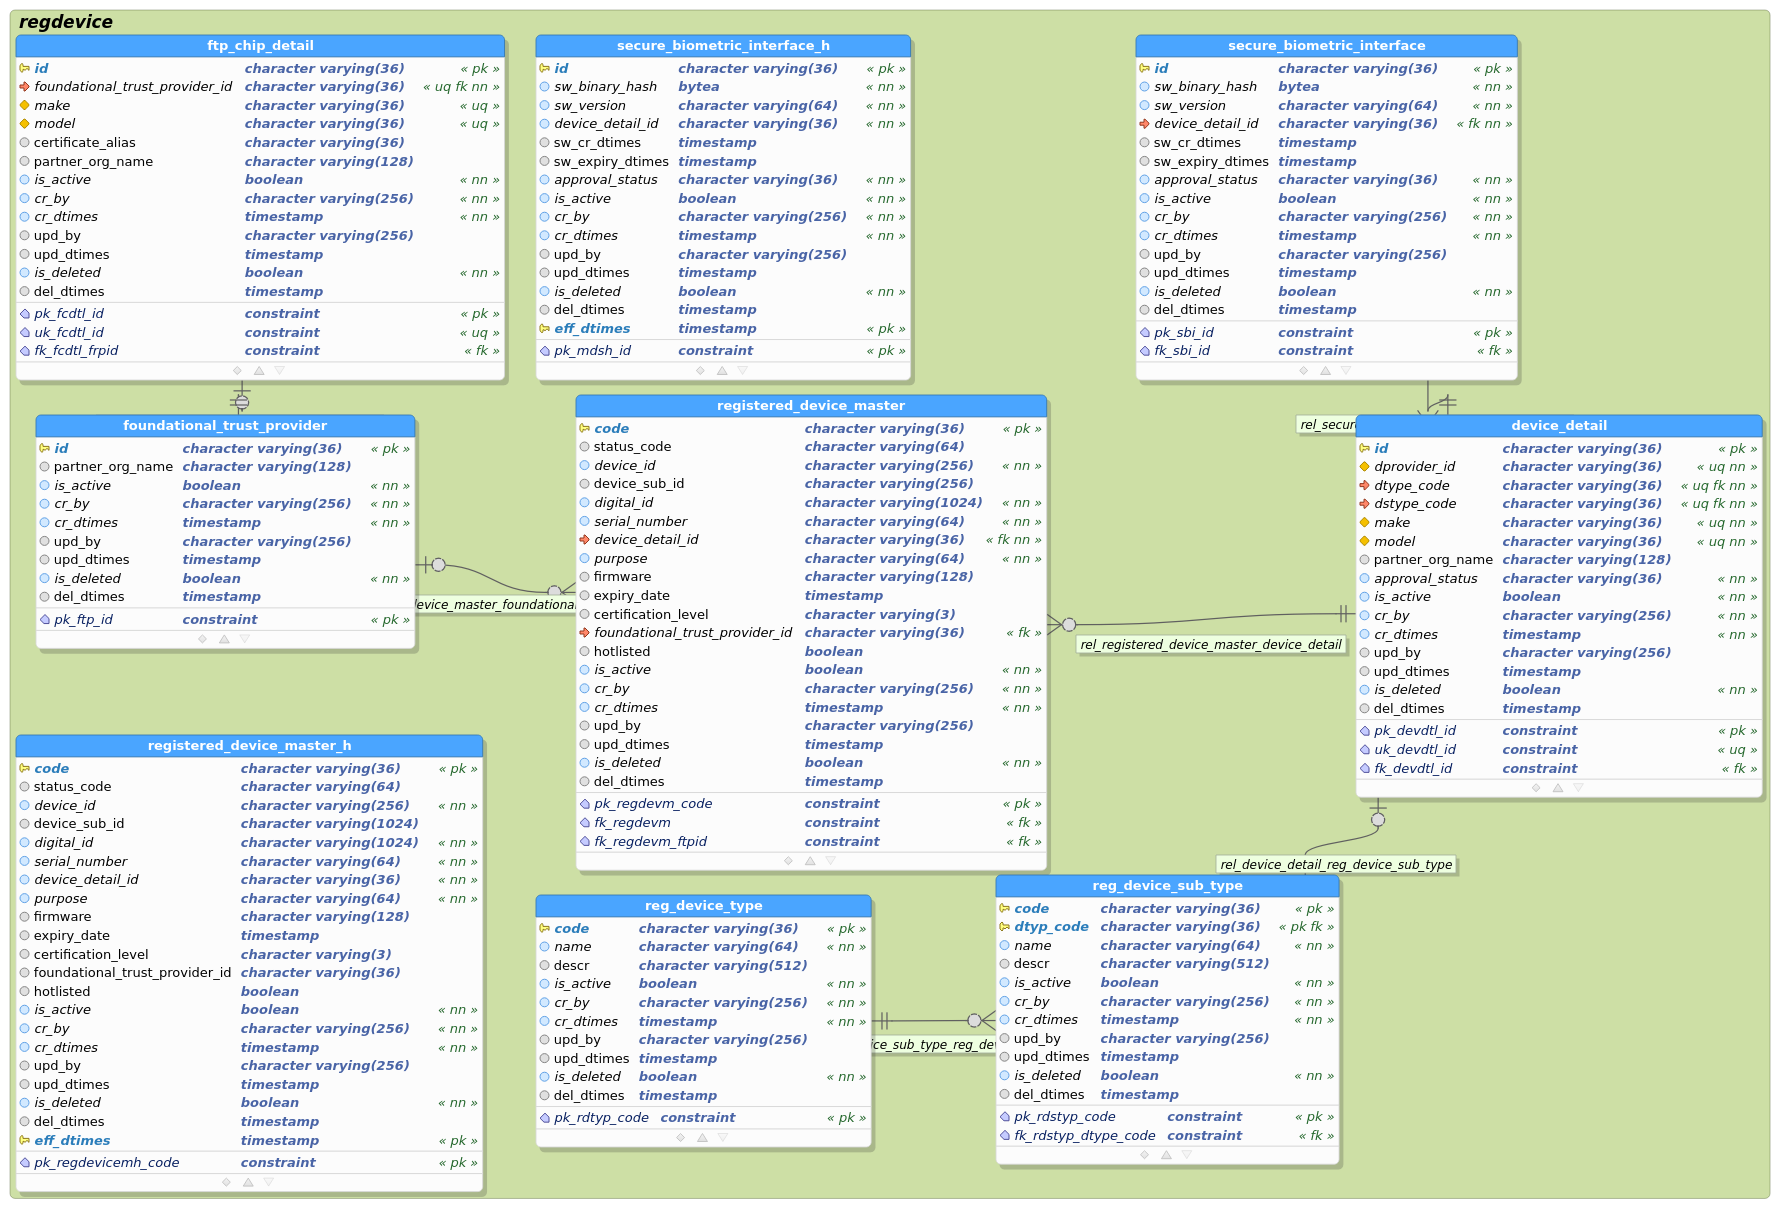 regdevice
ftp_chip_detail
id character varying(36) « pk »
foundational_trust_provider_id character varying(36) « uq fk nn »
make character varying(36) « uq »
model character varying(36) « uq »
certificate_alias character varying(36)
partner_org_name character varying(128)
is_active boolean « nn »
cr_by character varying(256) « nn »
cr_dtimes timestamp « nn »
upd_by character varying(256)
upd_dtimes timestamp
is_deleted boolean « nn »
del_dtimes timestamp
pk_fcdtl_id constraint « pk »
uk_fcdtl_id constraint « uq »
fk_fcdtl_frpid constraint « fk »
secure_biometric_interface_h
id character varying(36) « pk »
sw_binary_hash bytea « nn »
sw_version character varying(64) « nn »
device_detail_id character varying(36) « nn »
sw_cr_dtimes timestamp
sw_expiry_dtimes timestamp
approval_status character varying(36) « nn »
is_active boolean « nn »
cr_by character varying(256) « nn »
cr_dtimes timestamp « nn »
upd_by character varying(256)
upd_dtimes timestamp
is_deleted boolean « nn »
del_dtimes timestamp
eff_dtimes timestamp « pk »
pk_mdsh_id constraint « pk »
secure_biometric_interface
id character varying(36) « pk »
sw_binary_hash bytea « nn »
sw_version character varying(64) « nn »
device_detail_id character varying(36) « fk nn »
sw_cr_dtimes timestamp
sw_expiry_dtimes timestamp
approval_status character varying(36) « nn »
is_active boolean « nn »
cr_by character varying(256) « nn »
cr_dtimes timestamp « nn »
upd_by character varying(256)
upd_dtimes timestamp
is_deleted boolean « nn »
del_dtimes timestamp
pk_sbi_id constraint « pk »
fk_sbi_id constraint « fk »
foundational_trust_provider
id character varying(36) « pk »
partner_org_name character varying(128)
is_active boolean « nn »
cr_by character varying(256) « nn »
cr_dtimes timestamp « nn »
upd_by character varying(256)
upd_dtimes timestamp
is_deleted boolean « nn »
del_dtimes timestamp
pk_ftp_id constraint « pk »
device_master_foundational
registered_device_master
code character varying(36) « pk »
status_code character varying(64)
device_id character varying(256) « nn »
device_sub_id character varying(256)
digital_id character varying(1024) « nn »
serial_number character varying(64) « nn »
device_detail_id character varying(36) « fk nn »
purpose character varying(64) « nn »
firmware character varying(128)
expiry_date timestamp
certification_level character varying(3)
foundational_trust_provider_id character varying(36) « fk »
hotlisted boolean
is_active boolean « nn »
cr_by character varying(256) « nn »
cr_dtimes timestamp « nn »
upd_by character varying(256)
upd_dtimes timestamp
is_deleted boolean « nn »
del_dtimes timestamp
pk_regdevm_code constraint « pk »
fk_regdevm constraint « fk »
fk_regdevm_ftpid constraint « fk »
rel_registered_device_master_device_detail
rel_secur
device_detail
id character varying(36) « pk »
dprovider_id character varying(36) « uq nn »
dtype_code character varying(36) « uq fk nn »
dstype_code character varying(36) « uq fk nn »
make character varying(36) « uq nn »
model character varying(36) « uq nn »
partner_org_name character varying(128)
approval_status character varying(36) « nn »
is_active boolean « nn »
cr_by character varying(256) « nn »
cr_dtimes timestamp « nn »
upd_by character varying(256)
upd_dtimes timestamp
is_deleted boolean « nn »
del_dtimes timestamp
pk_devdtl_id constraint « pk »
uk_devdtl_id constraint « uq »
fk_devdtl_id constraint « fk »
rel_device_detail_reg_device_sub_type
registered_device_master_h
code character varying(36) « pk »
status_code character varying(64)
device_id character varying(256) « nn »
device_sub_id character varying(1024)
digital_id character varying(1024) « nn »
serial_number character varying(64) « nn »
device_detail_id character varying(36) « nn »
purpose character varying(64) « nn »
firmware character varying(128)
expiry_date timestamp
certification_level character varying(3)
foundational_trust_provider_id character varying(36)
hotlisted boolean
is_active boolean « nn »
cr_by character varying(256) « nn »
cr_dtimes timestamp « nn »
upd_by character varying(256)
upd_dtimes timestamp
is_deleted boolean « nn »
del_dtimes timestamp
eff_dtimes timestamp « pk »
pk_regdevicemh_code constraint « pk »
reg_device_type
code character varying(36) « pk »
name character varying(64) « nn »
descr character varying(512)
is_active boolean « nn »
cr_by character varying(256) « nn »
cr_dtimes timestamp « nn »
upd_by character varying(256)
upd_dtimes timestamp
is_deleted boolean « nn »
del_dtimes timestamp
pk_rdtyp_code constraint « pk »
ice_sub_type_reg_dev
reg_device_sub_type
code character varying(36) « pk »
dtyp_code character varying(36) « pk fk »
name character varying(64) « nn »
descr character varying(512)
is_active boolean « nn »
cr_by character varying(256) « nn »
cr_dtimes timestamp « nn »
upd_by character varying(256)
upd_dtimes timestamp
is_deleted boolean « nn »
del_dtimes timestamp
pk_rdstyp_code constraint « pk »
fk_rdstyp_dtype_code constraint « fk »